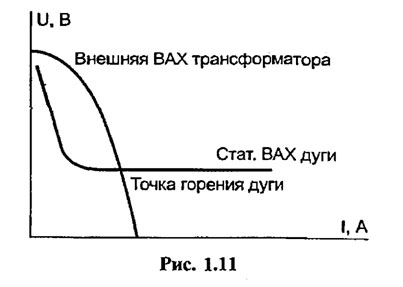 U, В
Внешняя ВАХ трансформатора
Стат. ВАХ дуги
Точка горения дуги
I, А
Рис. 1.11